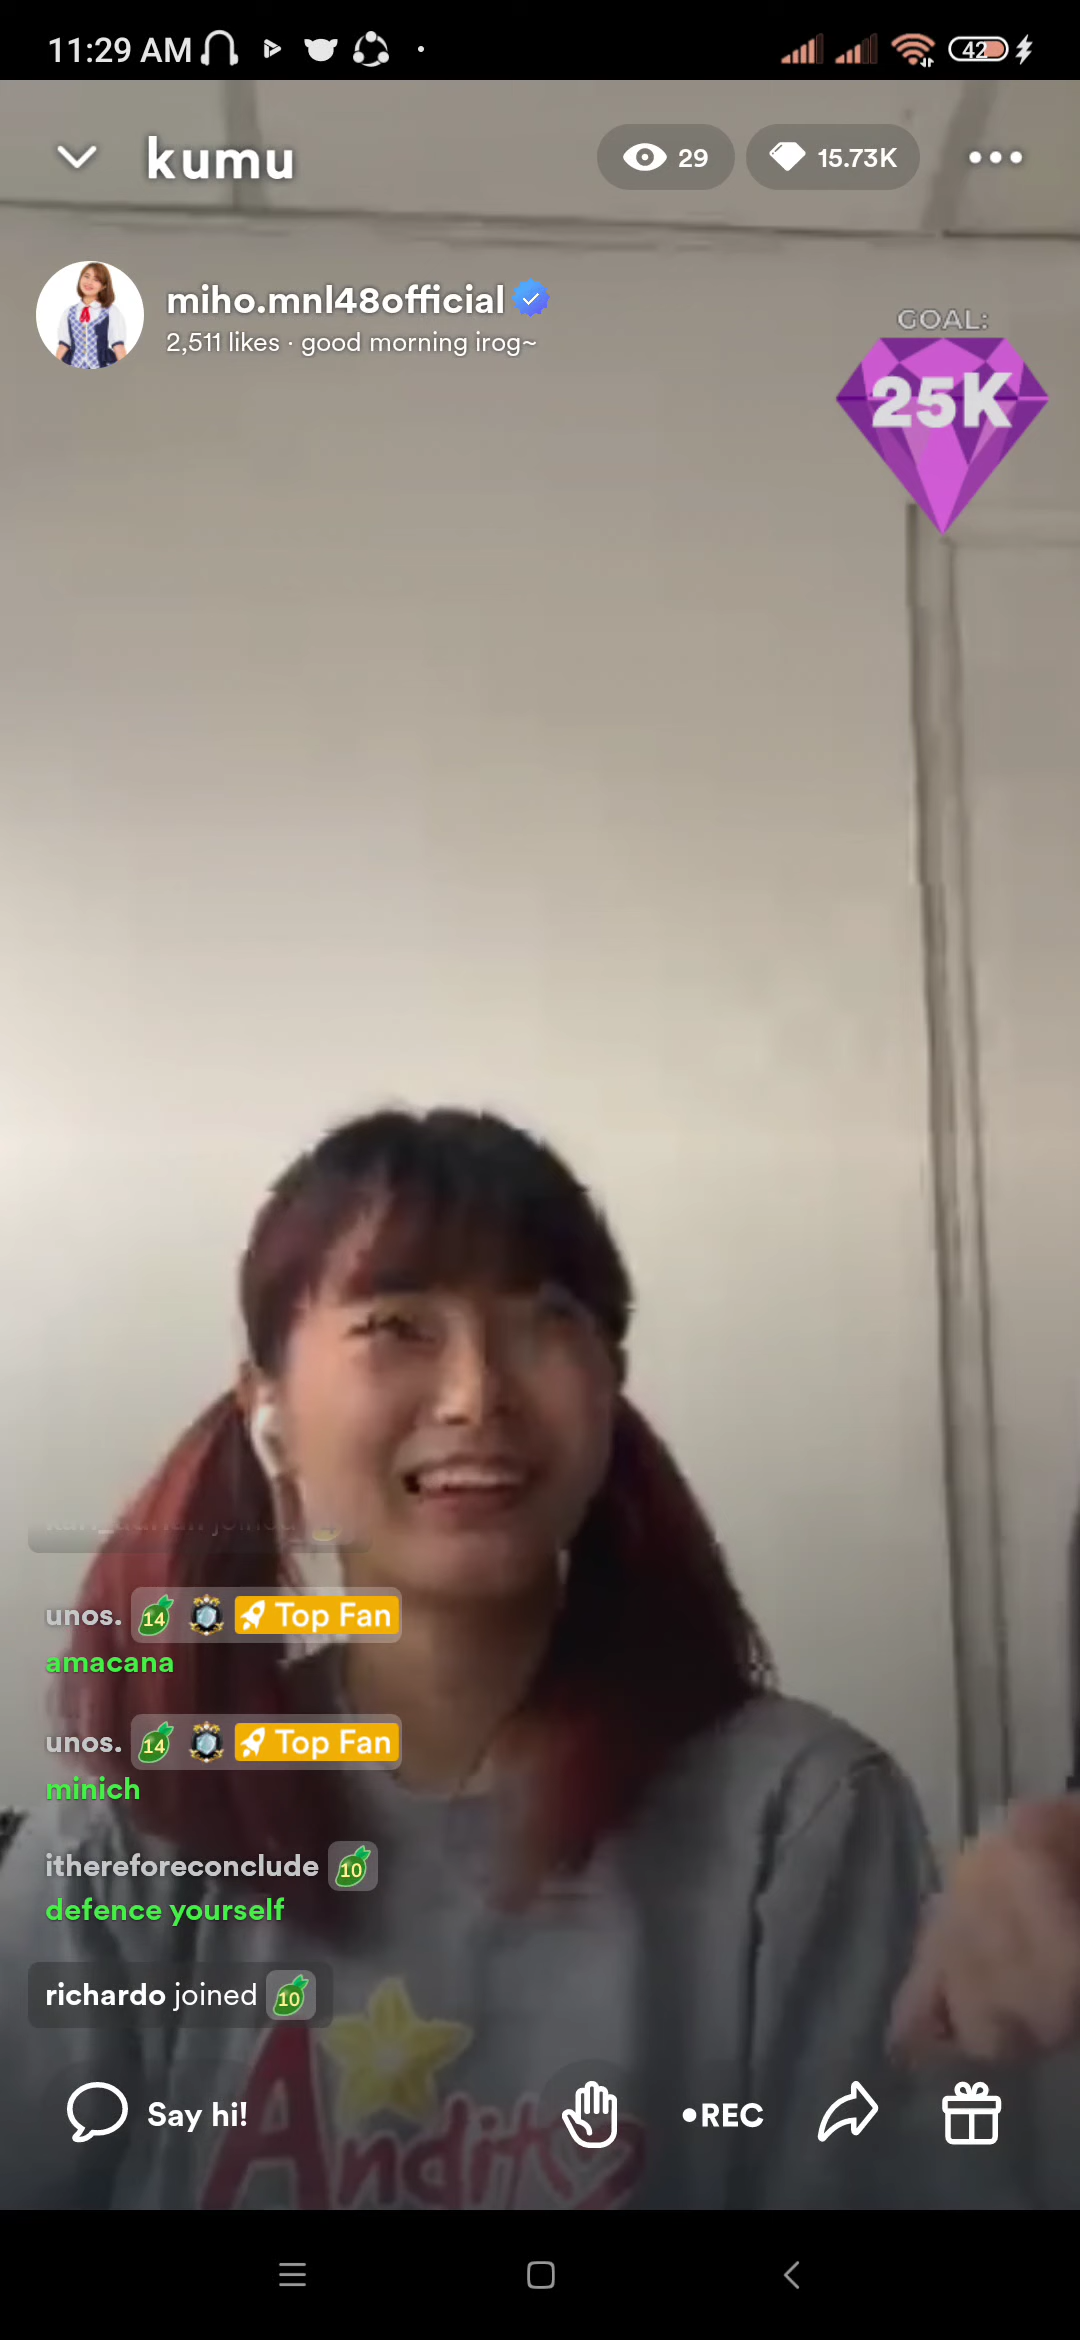 11:29 AM
42
kumu
29
15.73K
miho.mnl48official
2,511 likes · good morning irog~
GOAL:
25K
joined
unos. 14 Top Fan
amacana
unos. 14 Top Fan
minich
ithereforeconclude 10
defence yourself
richardo joined 10
Say hi!
•REC